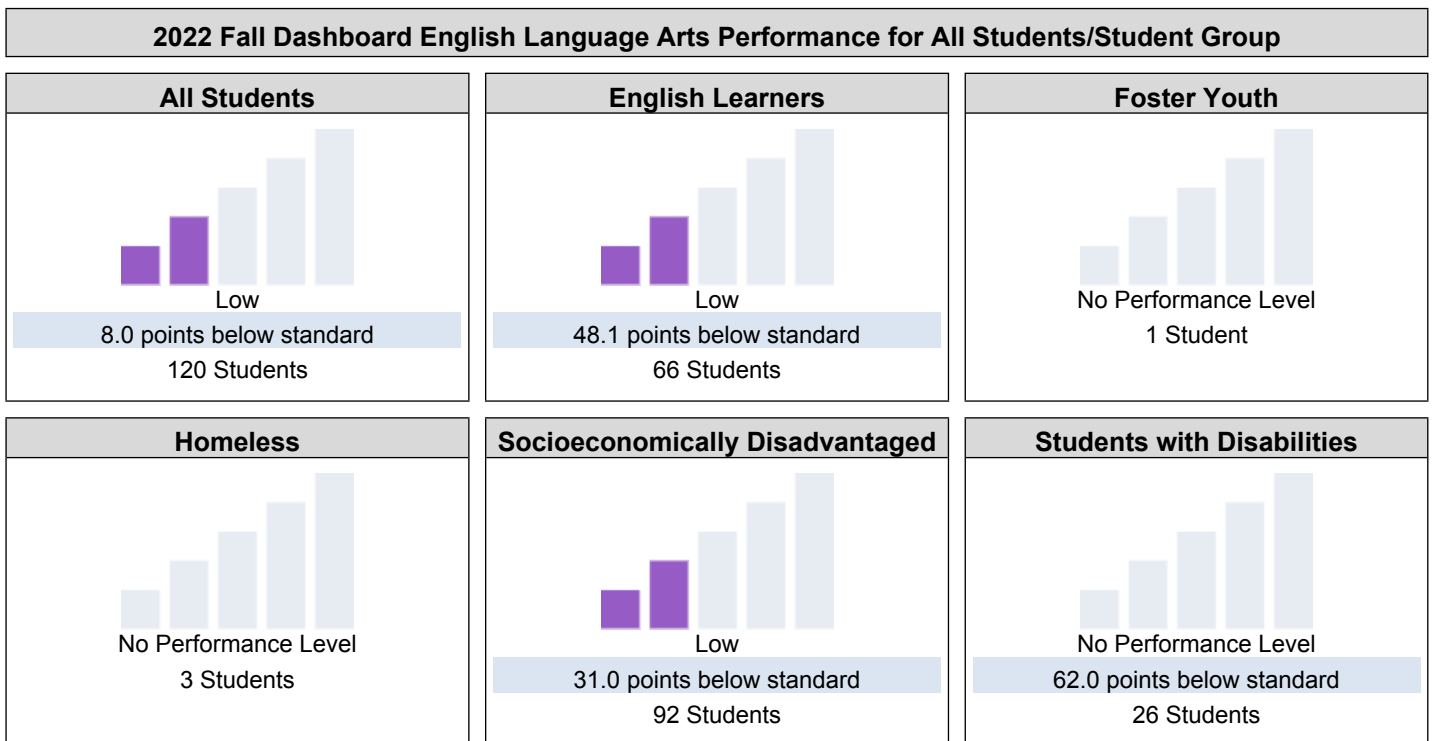 2022 Fall Dashboard English Language Arts Performance for All Students/Student Group
All Students
Low
8.0 points below standard
120 Students
English Learners
Low
48.1 points below standard
66 Students
Foster Youth
No Performance Level
1 Student
Homeless
No Performance Level
3 Students
Socioeconomically Disadvantaged
Low
31.0 points below standard
92 Students
Students with Disabilities
No Performance Level
62.0 points below standard
26 Students